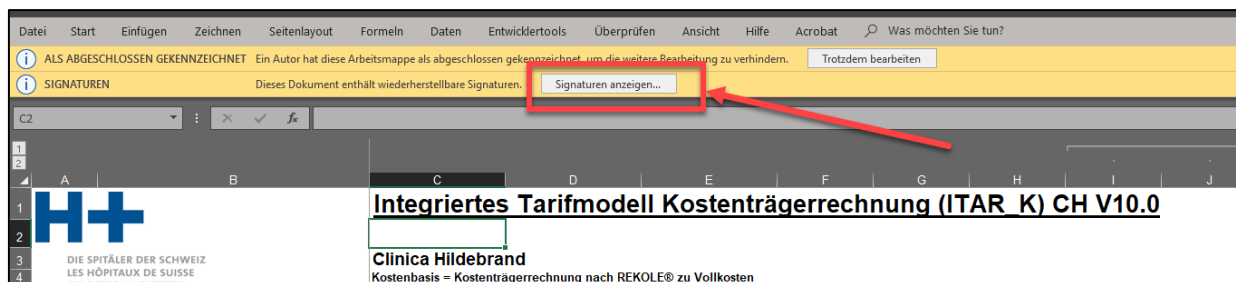 Datei Start Einfügen Zeichnen Seitenlayout Formeln Daten Entwicklertools Überprüfen Ansicht Hilfe Acrobat Was möchten Sie tun?
ALS ABGESCHLOSSEN GEKENNZEICHNET Ein Autor hat diese Arbeitsmappe als abgeschlossen gekennzeichnet, um die weitere Bearbeitung zu verhindern. Trotzdem bearbeiten
SIGNATUREN Dieses Dokument enthält wiederherstellbare Signaturen. Signaturen anzeigen...
C2 fx
1
2
A B C D E F G H I J
1 H+ Integriertes Tarifmodell Kostenträgerrechnung (ITAR_K) CH V10.0
2
3 DIE SPITÄLER DER SCHWEIZ Clinica Hildebrand
4 LES HÔPITAUX DE SUISSE Kostenbasis = Kostenträgerrechnung nach REKOLE® zu Vollkosten